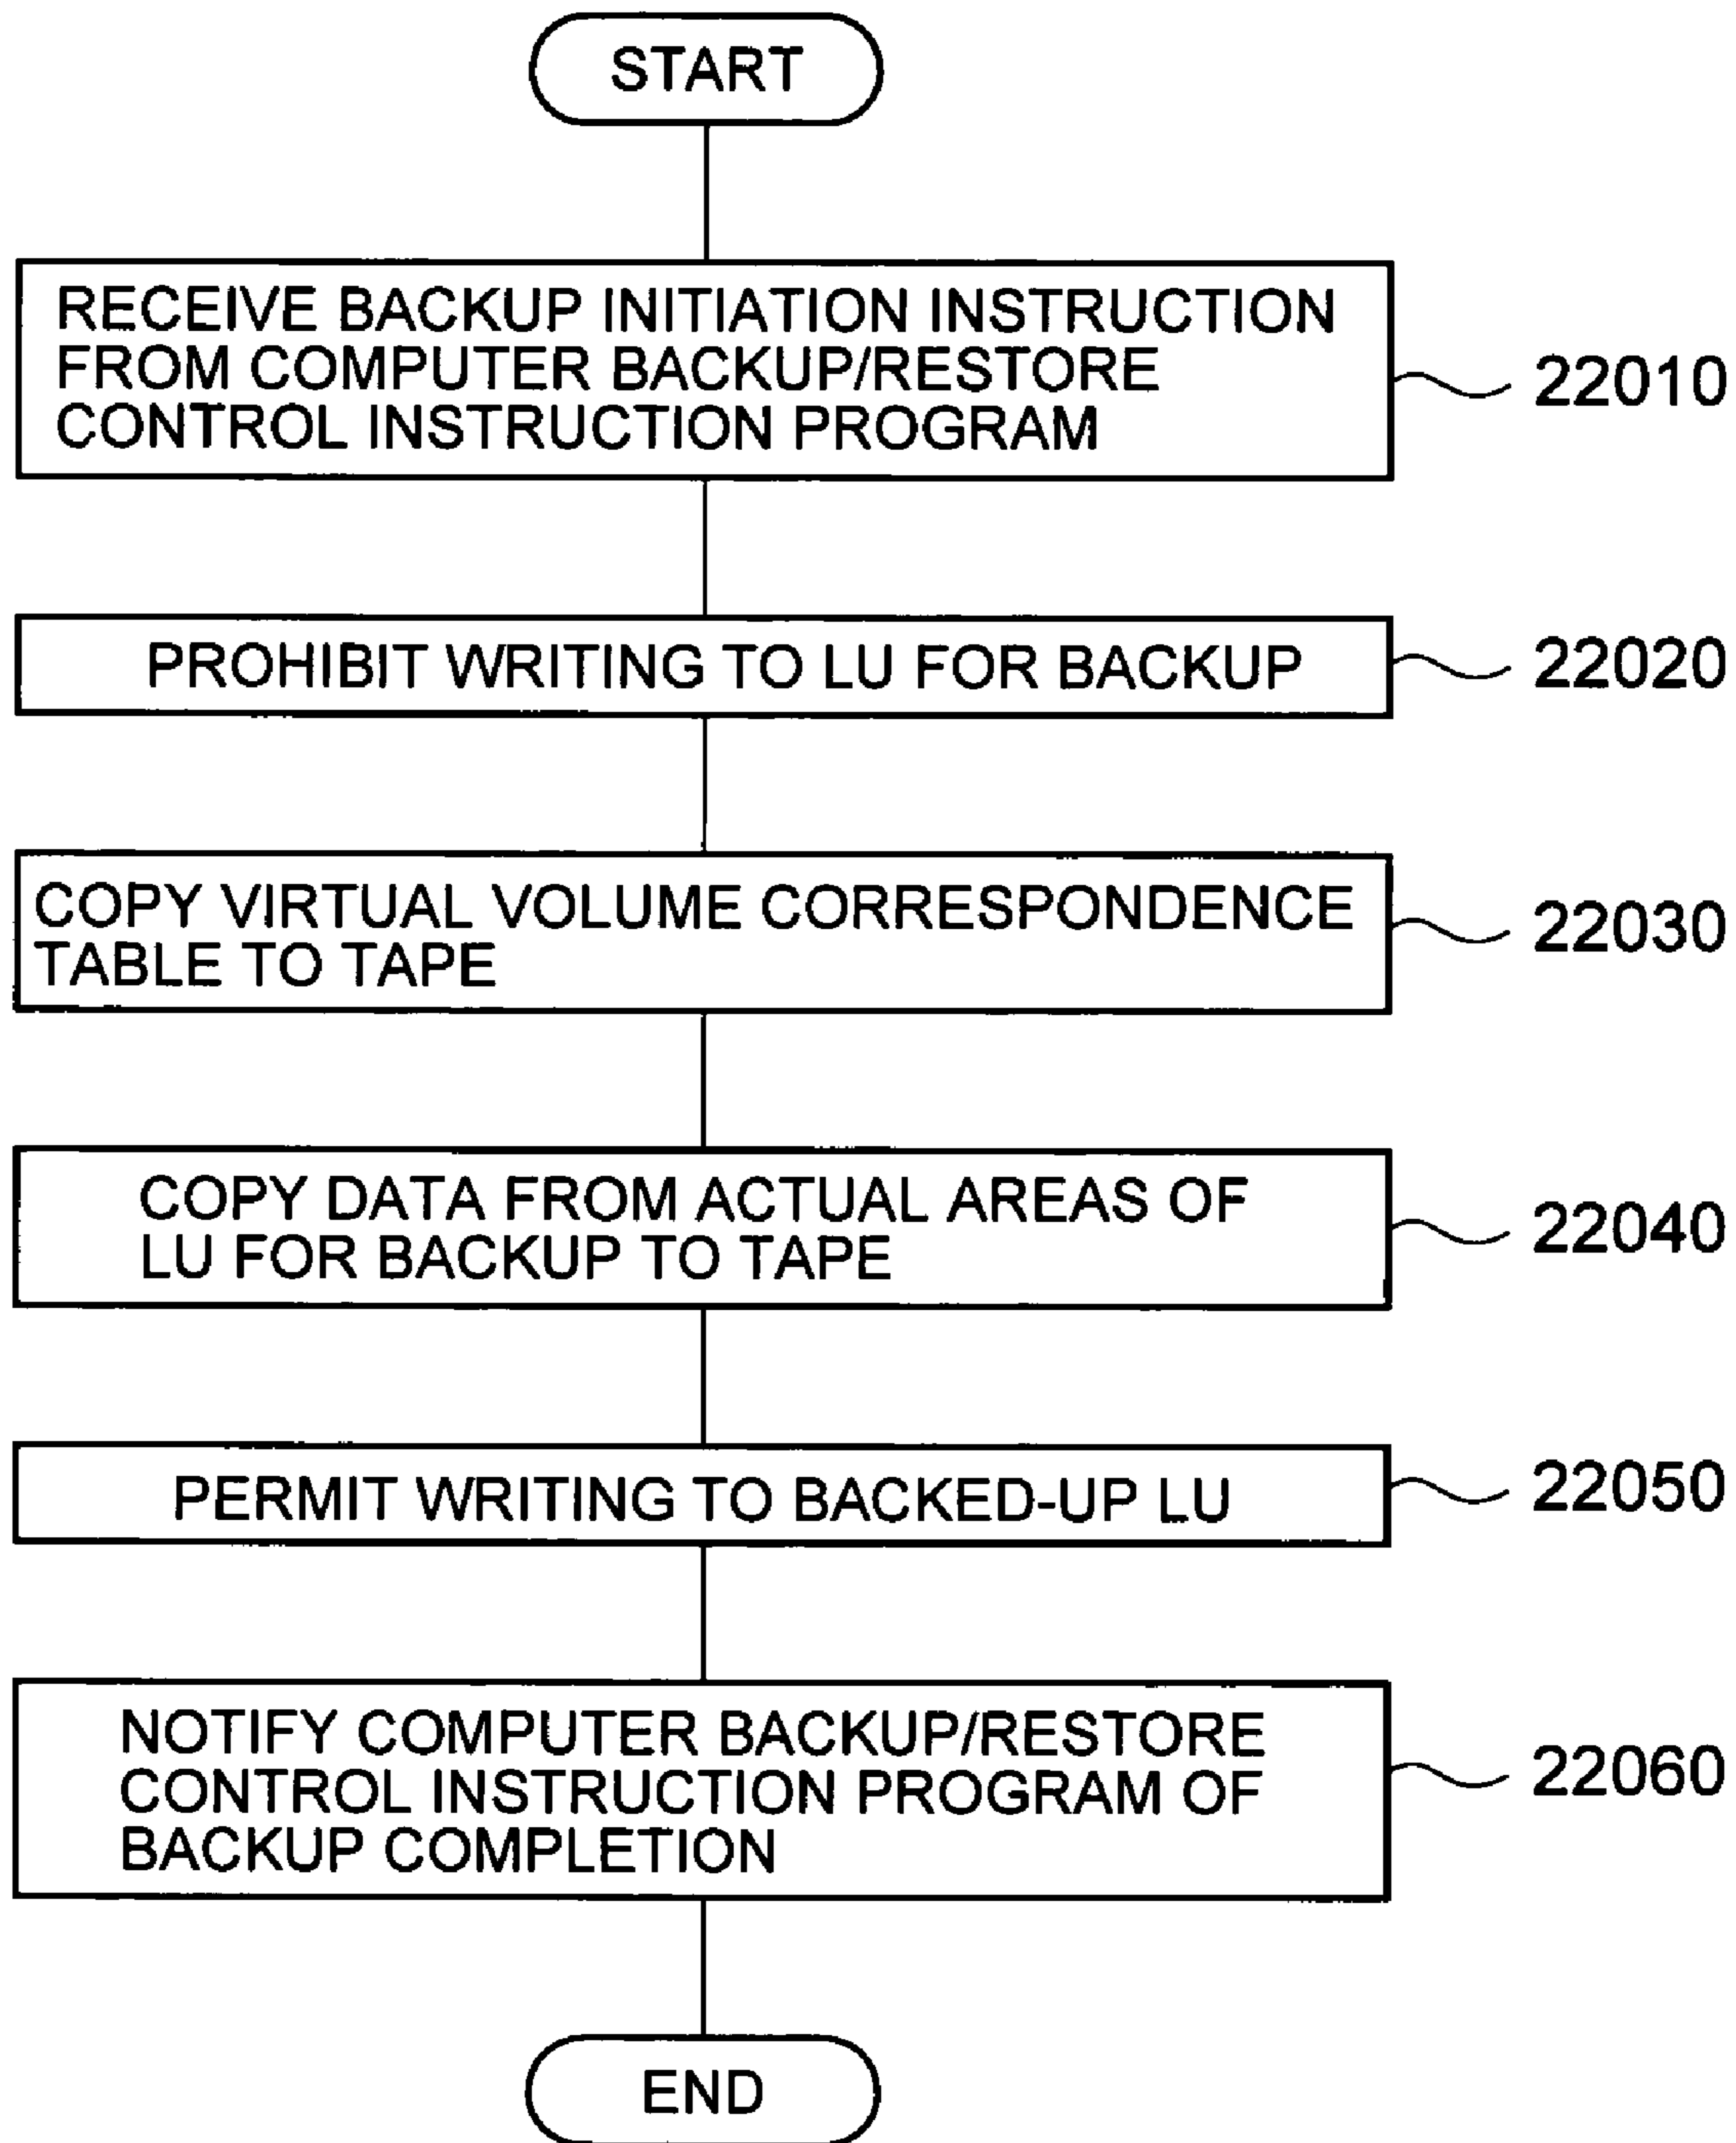 START
RECEIVE BACKUP INITIATION INSTRUCTION
FROM COMPUTER BACKUP/RESTORE
CONTROL INSTRUCTION PROGRAM
22010
PROHIBIT WRITING TO LU FOR BACKUP
22020
COPY VIRTUAL VOLUME CORRESPONDENCE
TABLE TO TAPE
22030
COPY DATA FROM ACTUAL AREAS OF
LU FOR BACKUP TO TAPE
22040
PERMIT WRITING TO BACKED-UP LU
22050
NOTIFY COMPUTER BACKUP/RESTORE
CONTROL INSTRUCTION PROGRAM OF
BACKUP COMPLETION
22060
END